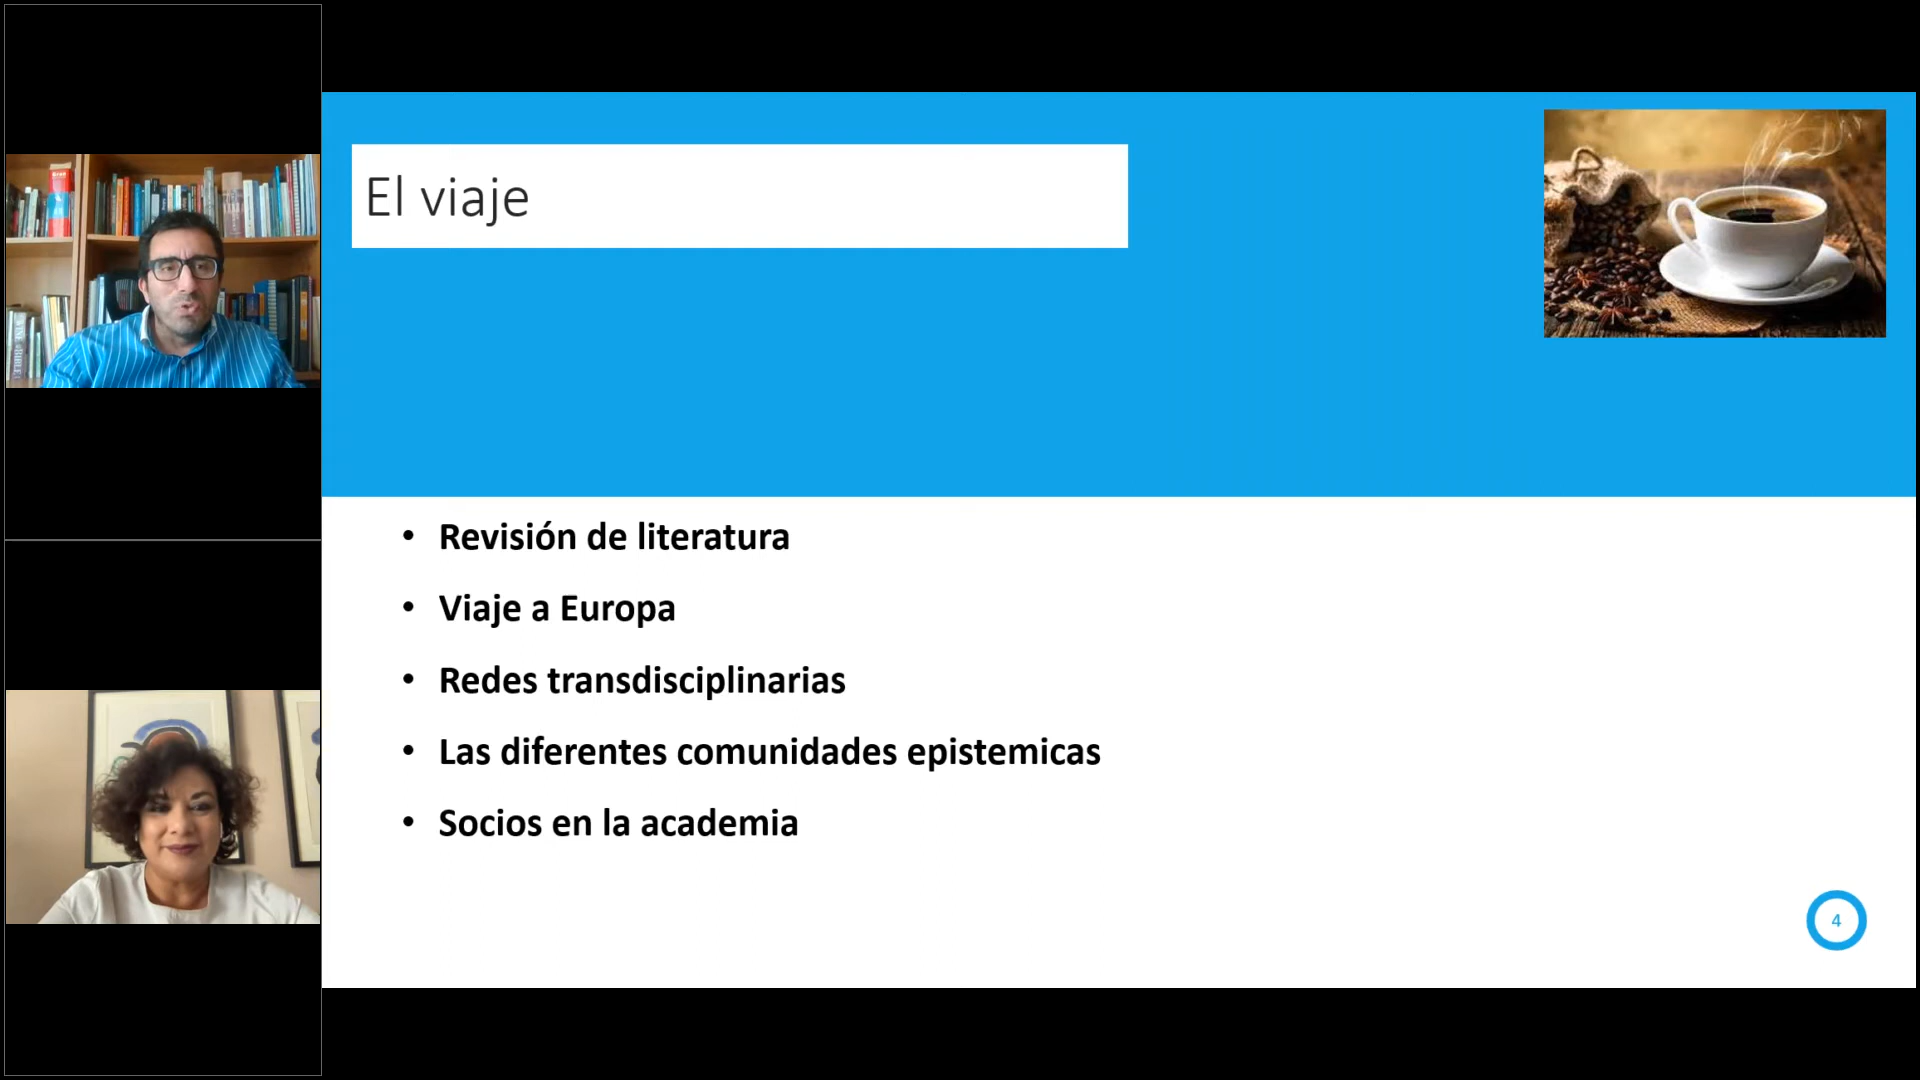 El viaje
• Revisión de literatura
• Viaje a Europa
• Redes transdisciplinarias
• Las diferentes comunidades epistemicas
• Socios en la academia
4